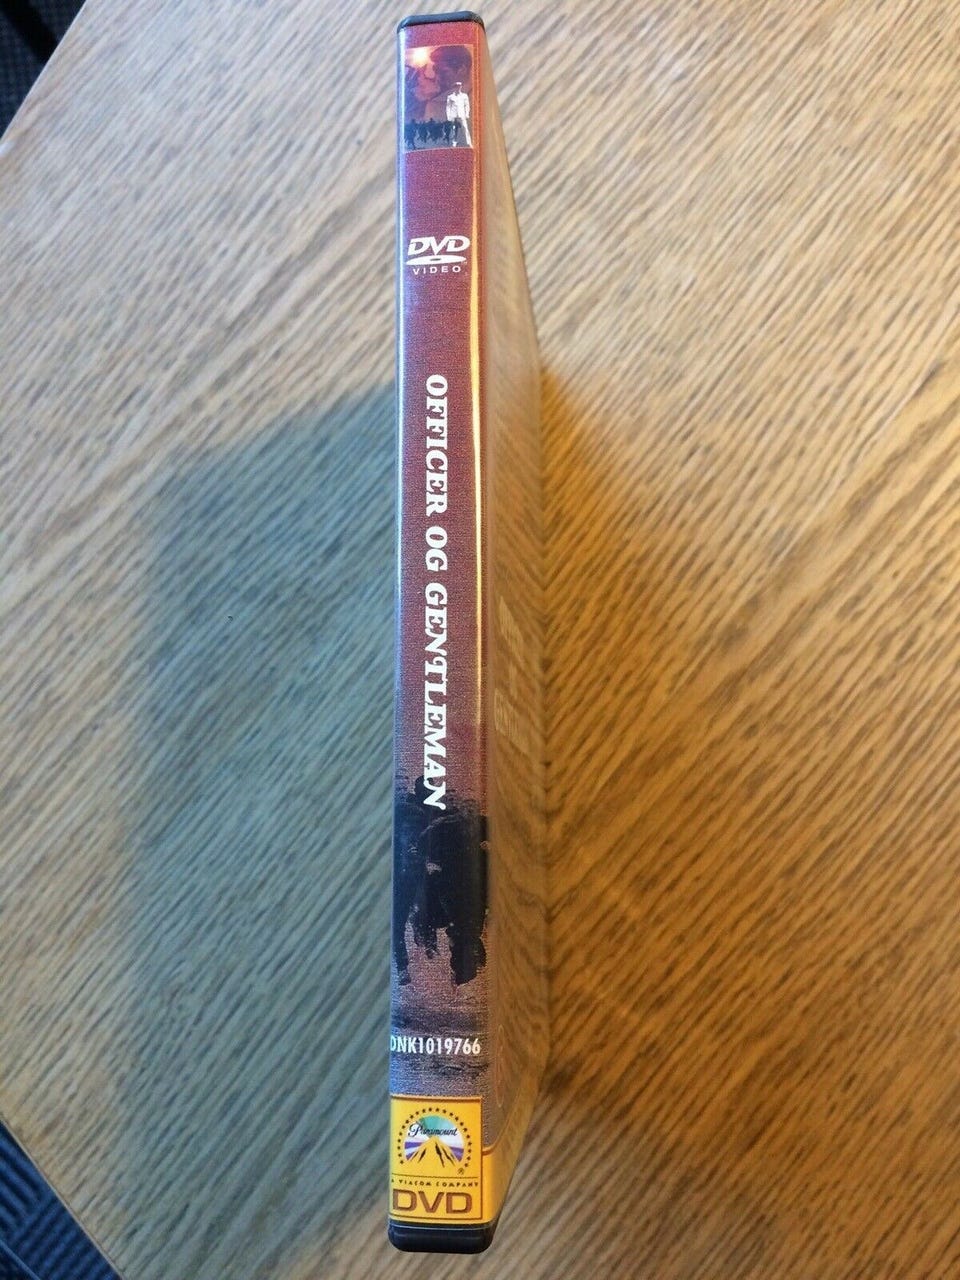 DVD
VIDEO
OFFICER OG GENTLEMAN
DNK1019766
Paramount
A VIACOM COMPANY
DVD